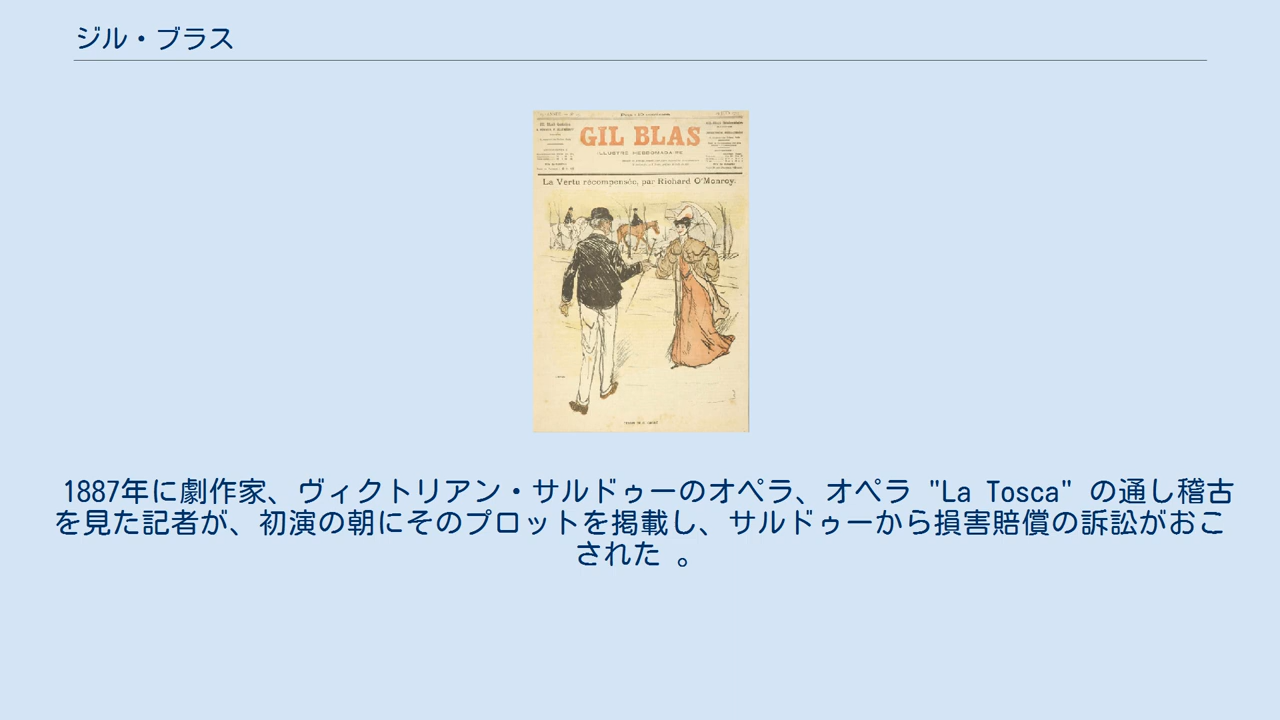 ジル・ブラス
GIL BLAS
ILLUSTRÉ HEBDOMADAIRE
La Vertu récompensée, par Richard O'Monroy.
1887年に劇作家、ヴィクトリアン・サルドゥーのオペラ、オペラ "La Tosca" の通し稽古
を見た記者が、初演の朝にそのプロットを掲載し、サルドゥーから損害賠償の訴訟がおこ
された 。